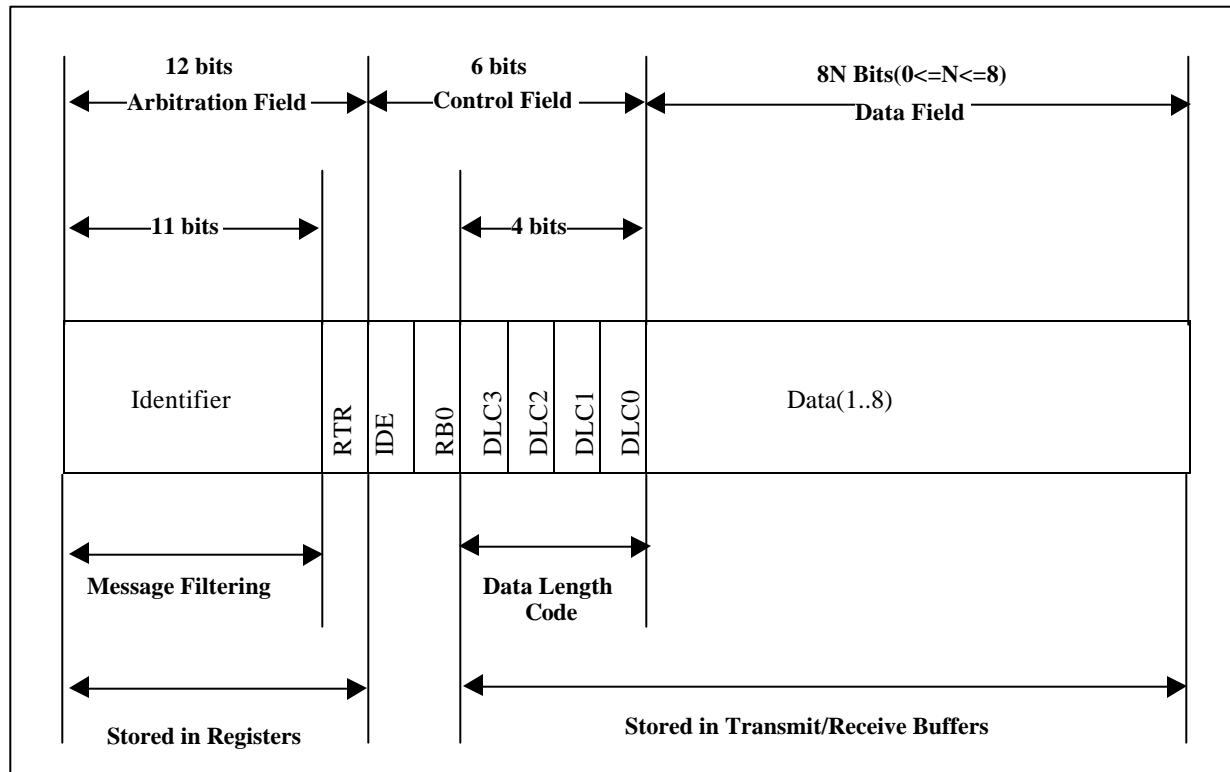 12 bits
Arbitration Field
6 bits
Control Field
8N Bits(0<=N<=8)
Data Field
11 bits
4 bits
Identifier
RTR
IDE
RB0
DLC3
DLC2
DLC1
DLC0
Data(1..8)
Message Filtering
Data Length
Code
Stored in Registers
Stored in Transmit/Receive Buffers